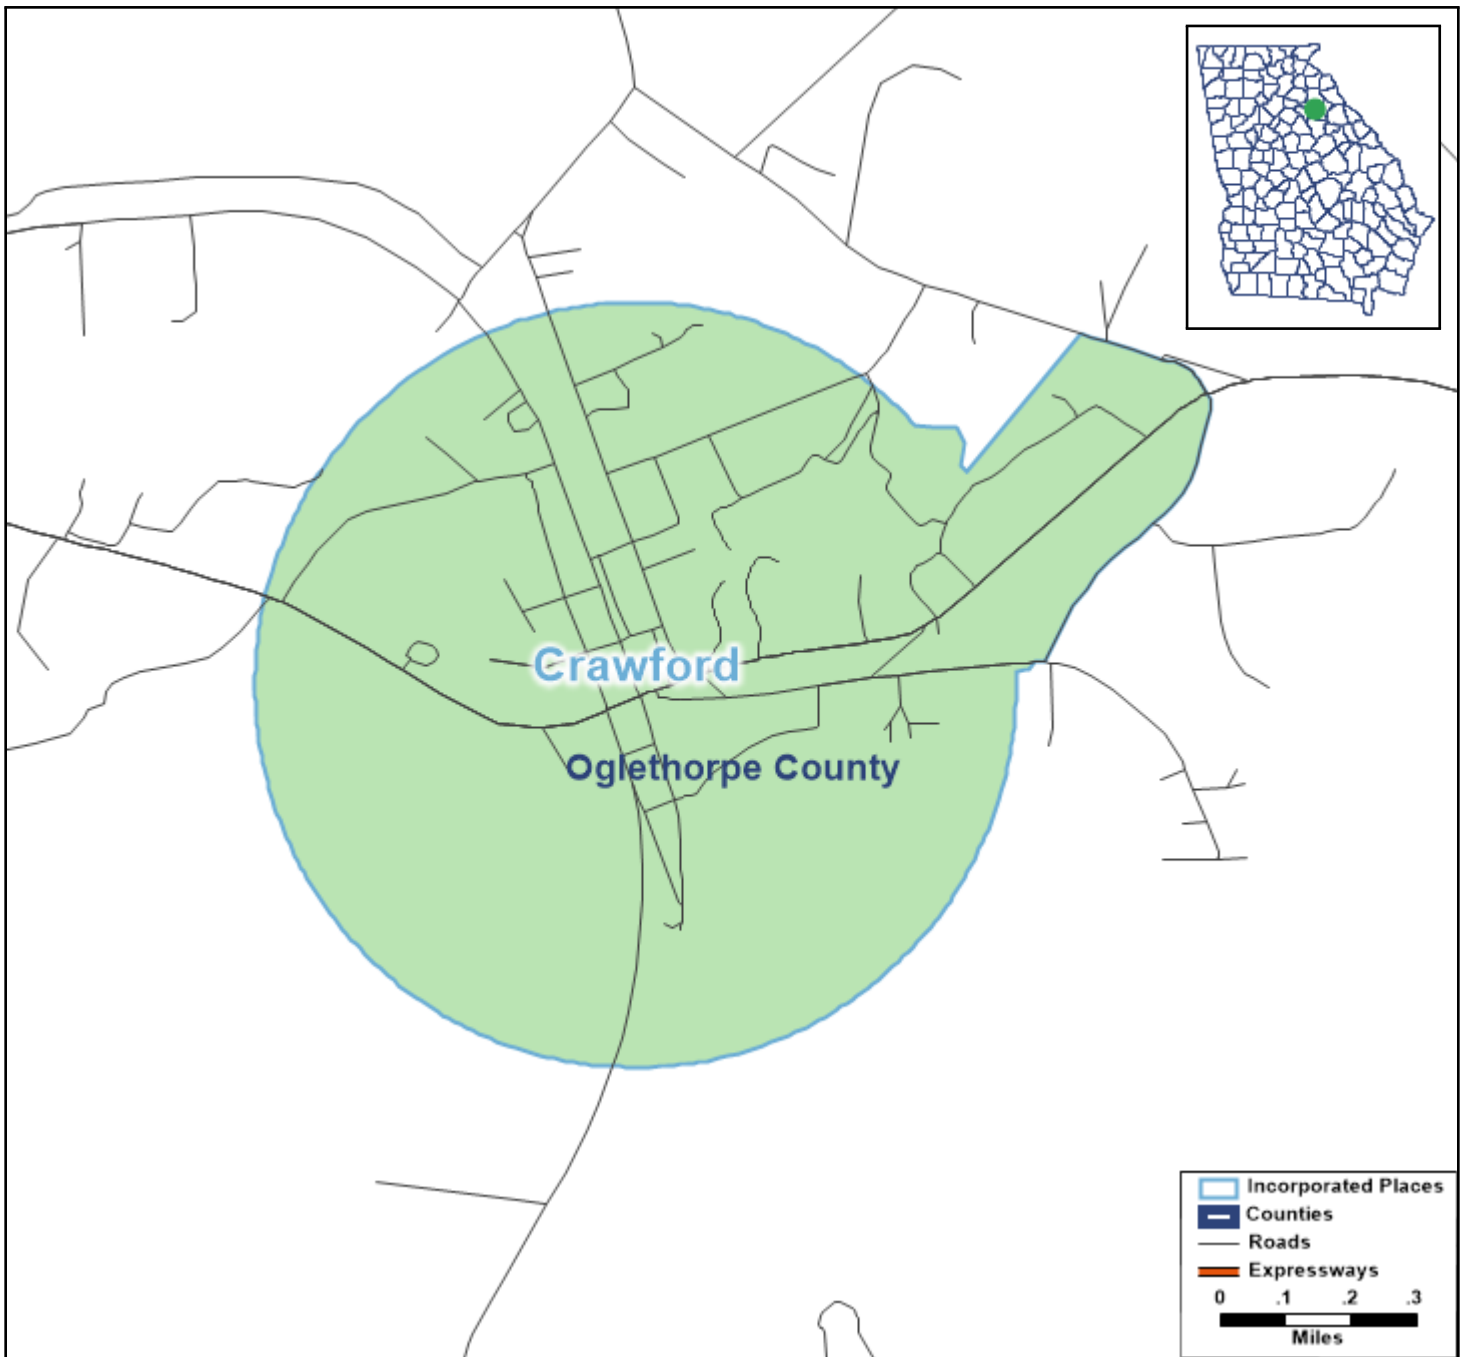 Crawford
Oglethorpe County
Incorporated Places
Counties
Roads
Expressways
0 .1 .2 .3
Miles